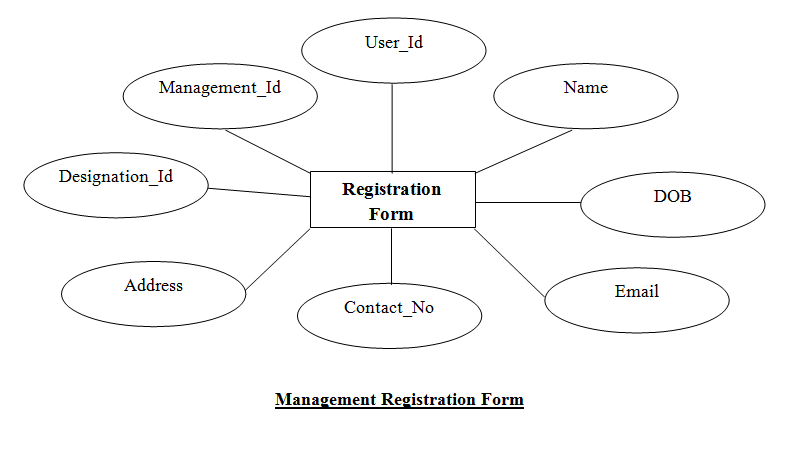 User_Id
Management_Id
Name
Designation_Id
Registration
Form
DOB
Address
Contact_No
Email
Management Registration Form